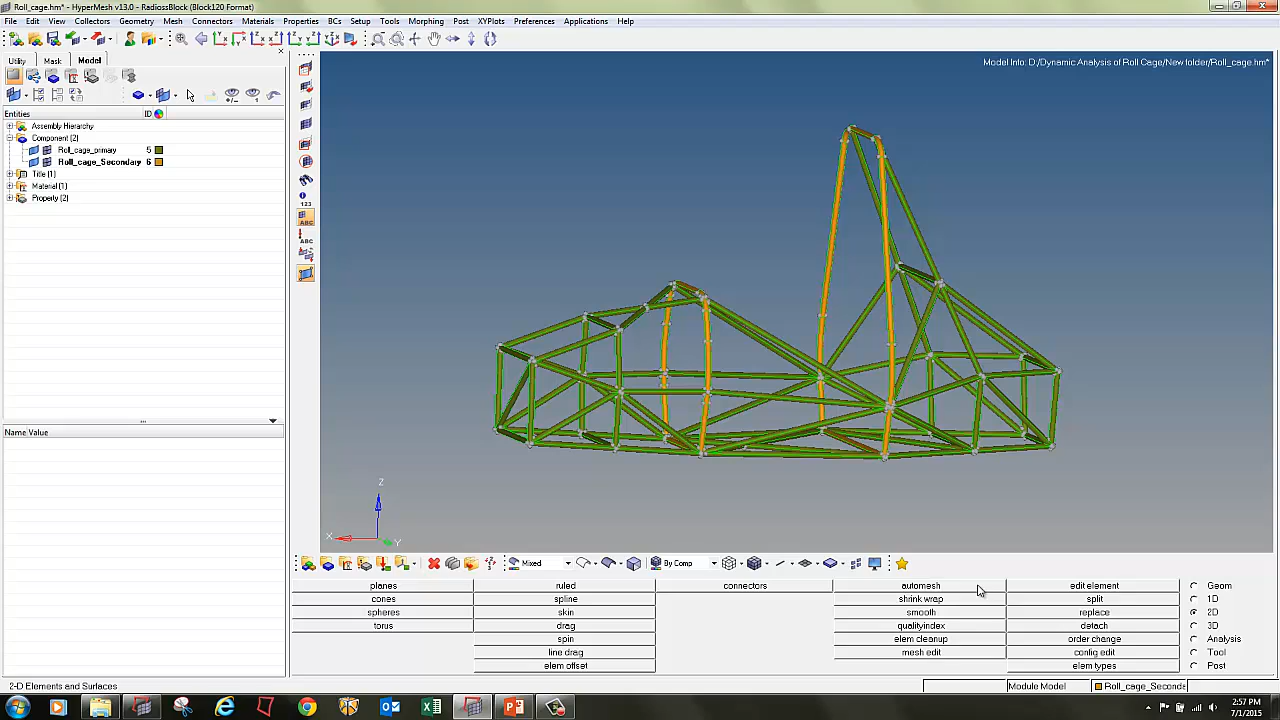 Roll_cage.hm* - HyperMesh v13.0 - RadiossBlock (Block120 Format)
File Edit View Collectors Geometry Mesh Connectors Materials Properties BCs Setup Tools Morphing Post XYPlots Preferences Applications Help
Utility Mask Model
Entities ID
Assembly Hierarchy
Component (2)
Roll_cage_primary 5
Roll_cage_Secondary 6
Title (1)
Material (1)
Property (2)
Name Value
123
ABC
ABC
Model Info: D:/Dynamic Analysis of Roll Cage/New folder/Roll_cage.hm*
Z
X
Y
Mixed By Comp
planes ruled connectors automesh edit element Geom
cones spline shrink wrap split 1D
spheres skin smooth replace 2D
torus drag qualityindex detach 3D
spin elem cleanup order change Analysis
line drag mesh edit config edit Tool
elem offset elem types Post
2-D Elements and Surfaces Module Model Roll_cage_Seconda
2:57 PM
7/1/2015